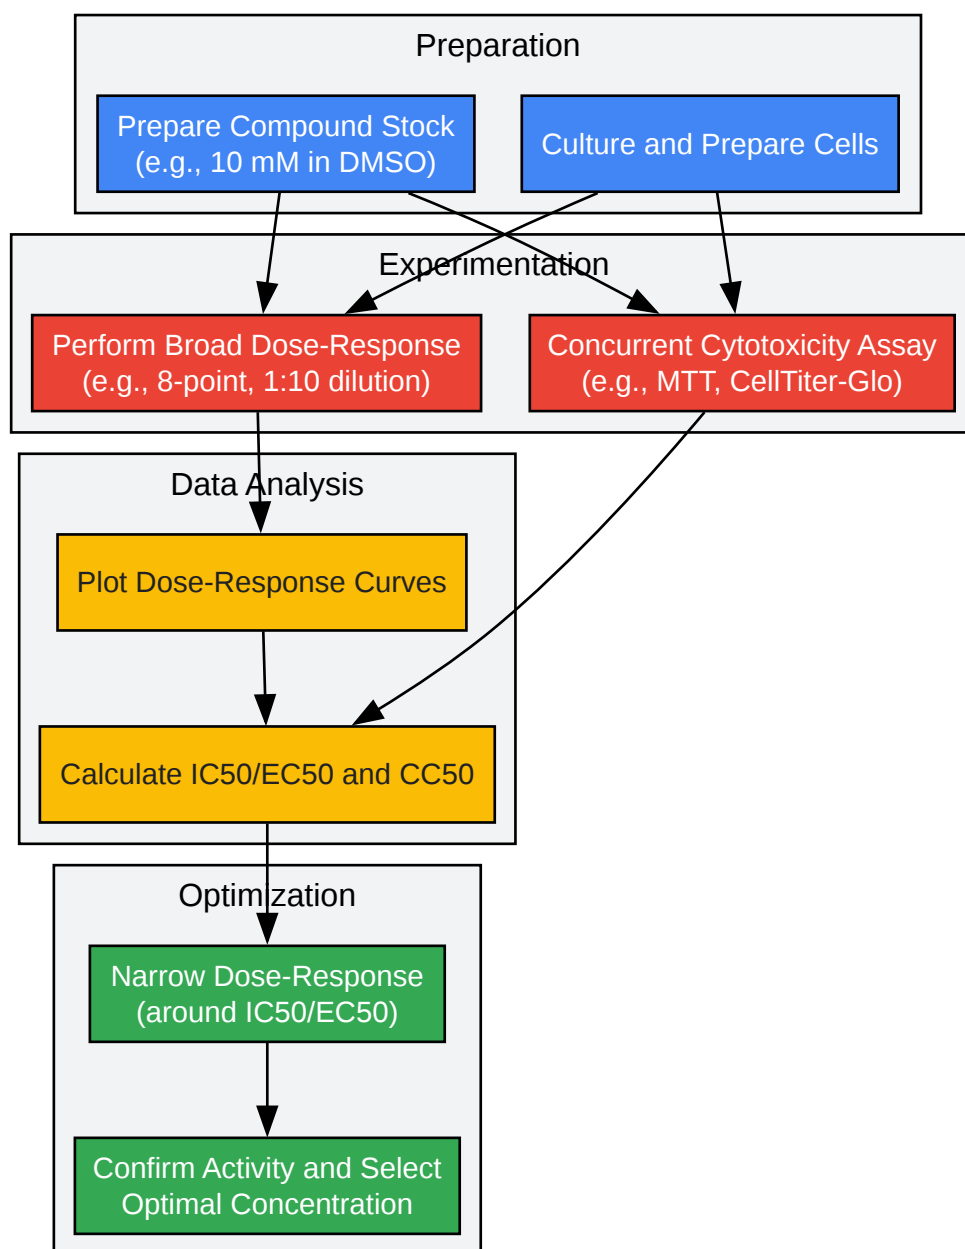 Preparation
Prepare Compound Stock
(e.g., 10 mM in DMSO)
Culture and Prepare Cells
Experimentation
Perform Broad Dose-Response
(e.g., 8-point, 1:10 dilution)
Concurrent Cytotoxicity Assay
(e.g., MTT, CellTiter-Glo)
Data Analysis
Plot Dose-Response Curves
Calculate IC50/EC50 and CC50
Optimization
Narrow Dose-Response
(around IC50/EC50)
Confirm Activity and Select
Optimal Concentration